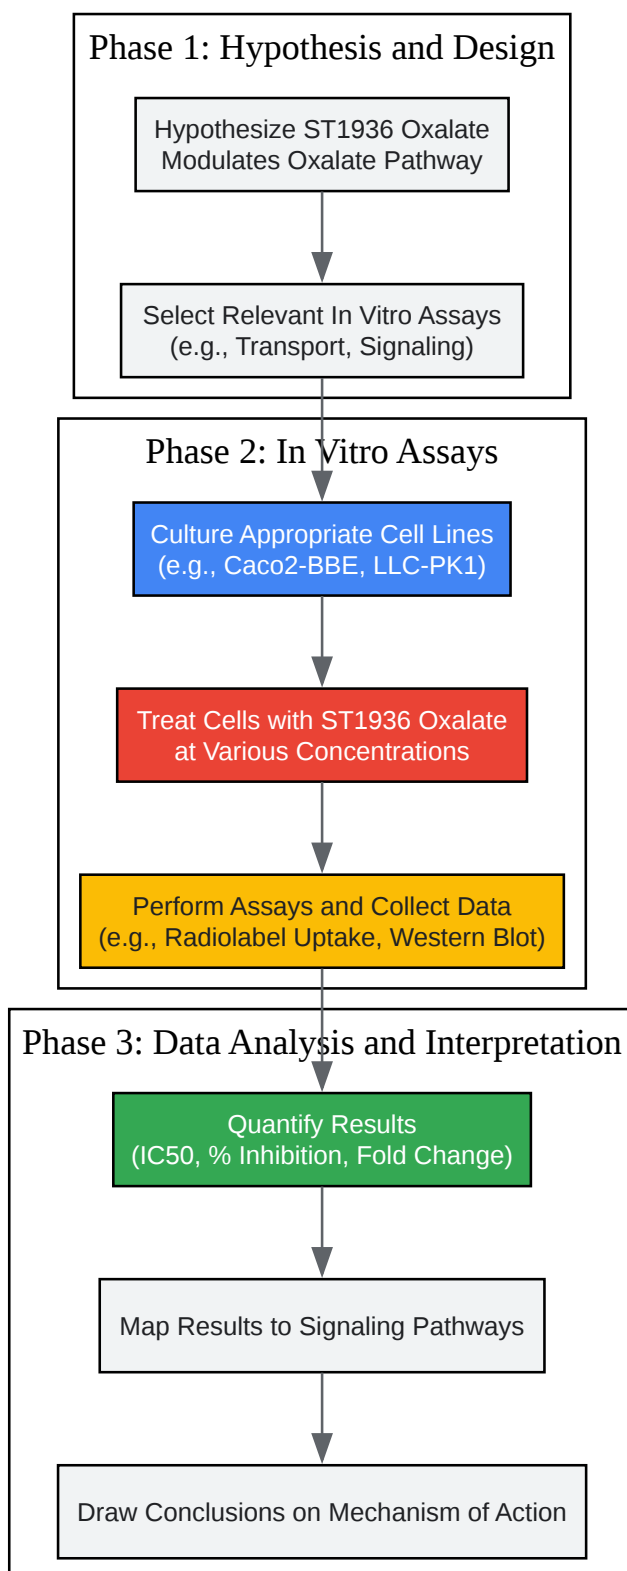 Phase 1: Hypothesis and Design
Hypothesize ST1936 Oxalate
Modulates Oxalate Pathway
Select Relevant In Vitro Assays
(e.g., Transport, Signaling)
Phase 2: In Vitro Assays
Culture Appropriate Cell Lines
(e.g., Caco2-BBE, LLC-PK1)
Treat Cells with ST1936 Oxalate
at Various Concentrations
Perform Assays and Collect Data
(e.g., Radiolabel Uptake, Western Blot)
Phase 3: Data Analysis and Interpretation
Quantify Results
(IC50, % Inhibition, Fold Change)
Map Results to Signaling Pathways
Draw Conclusions on Mechanism of Action